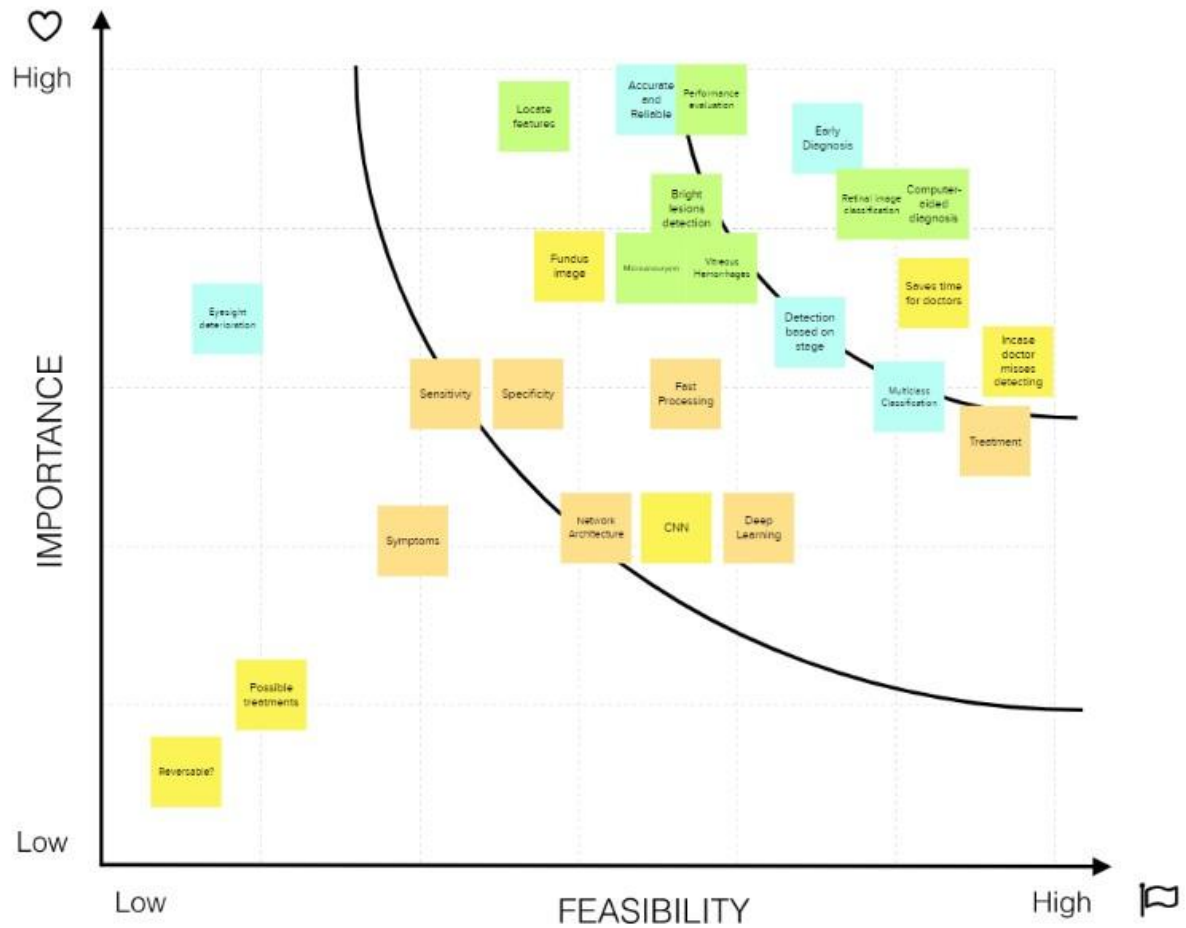 High
Locate
features
Accurate
and
Reliable
Performance
evaluation
Early
Diagnosis
Bright
lesions
detection
Retinal image
classification
Computer-
aided
diagnosis
Fundus
image
Vitreous
Hemorrhages
Saves time
for doctors
Eyesight
deterioration
Detection
based on
stage
Incase
doctor
misses
detecting
Sensitivity
Specificity
Fast
Processing
Multiclass
Classification
Treatment
IMPORTANCE
Symptoms
Network
Architecture
CNN
Deep
Learning
Possible
treatments
Reversable?
Low
Low
FEASIBILITY
High